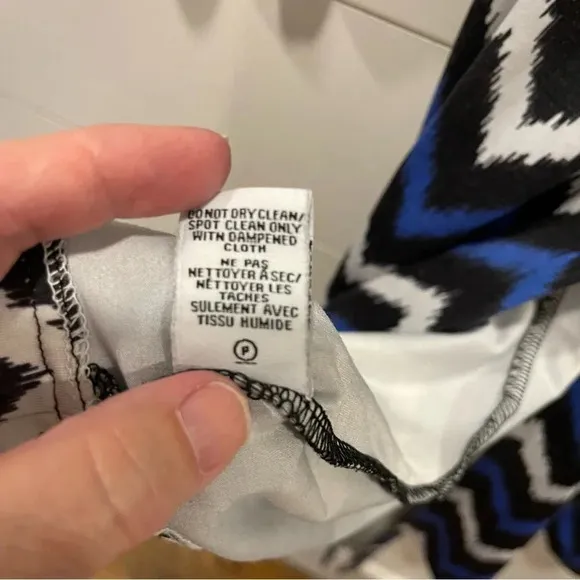 DO NOT DRY CLEAN/
SPOT CLEAN ONLY
WITH DAMPENED
CLOTH
NE PAS
NETTOYER À SEC/
NÉTTOYER LES
TACHES
SULEMENT AVEC
TISSU HUMIDE
P